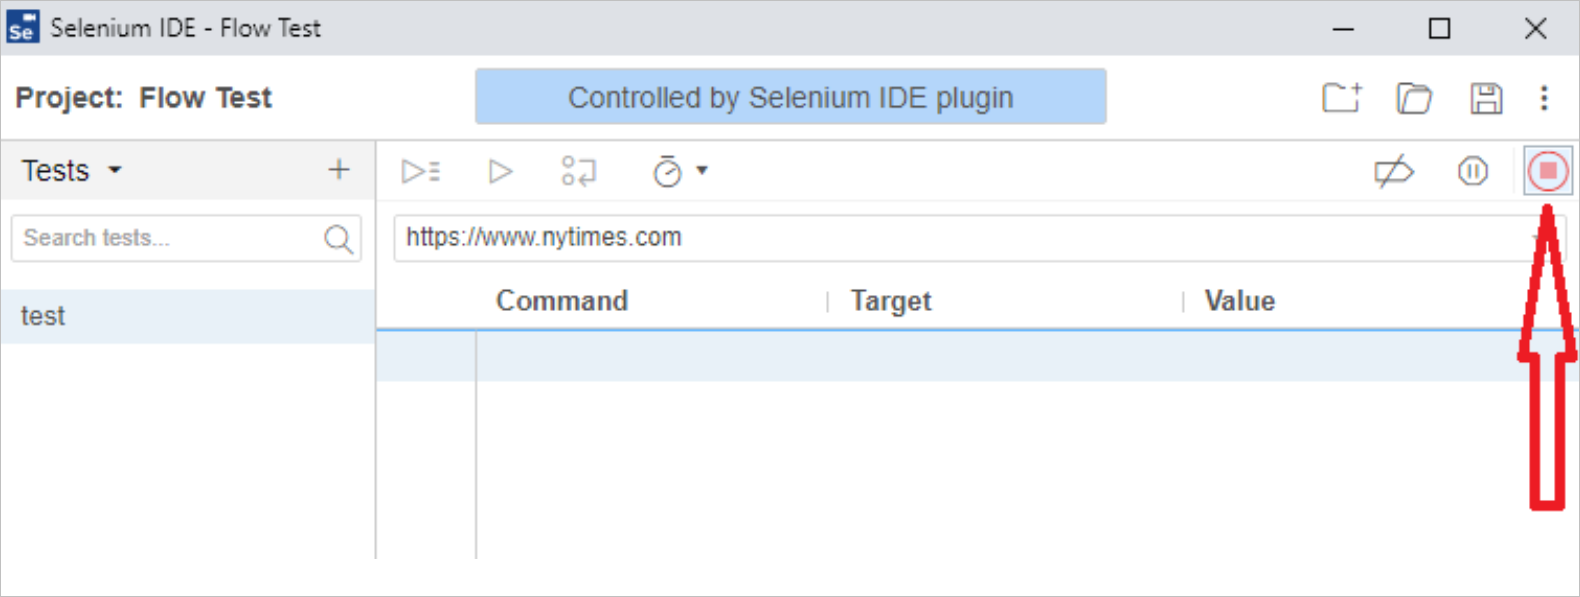 Se Selenium IDE - Flow Test
Project: Flow Test
Controlled by Selenium IDE plugin
Tests
Search tests...
https://www.nytimes.com
Command Target Value
test